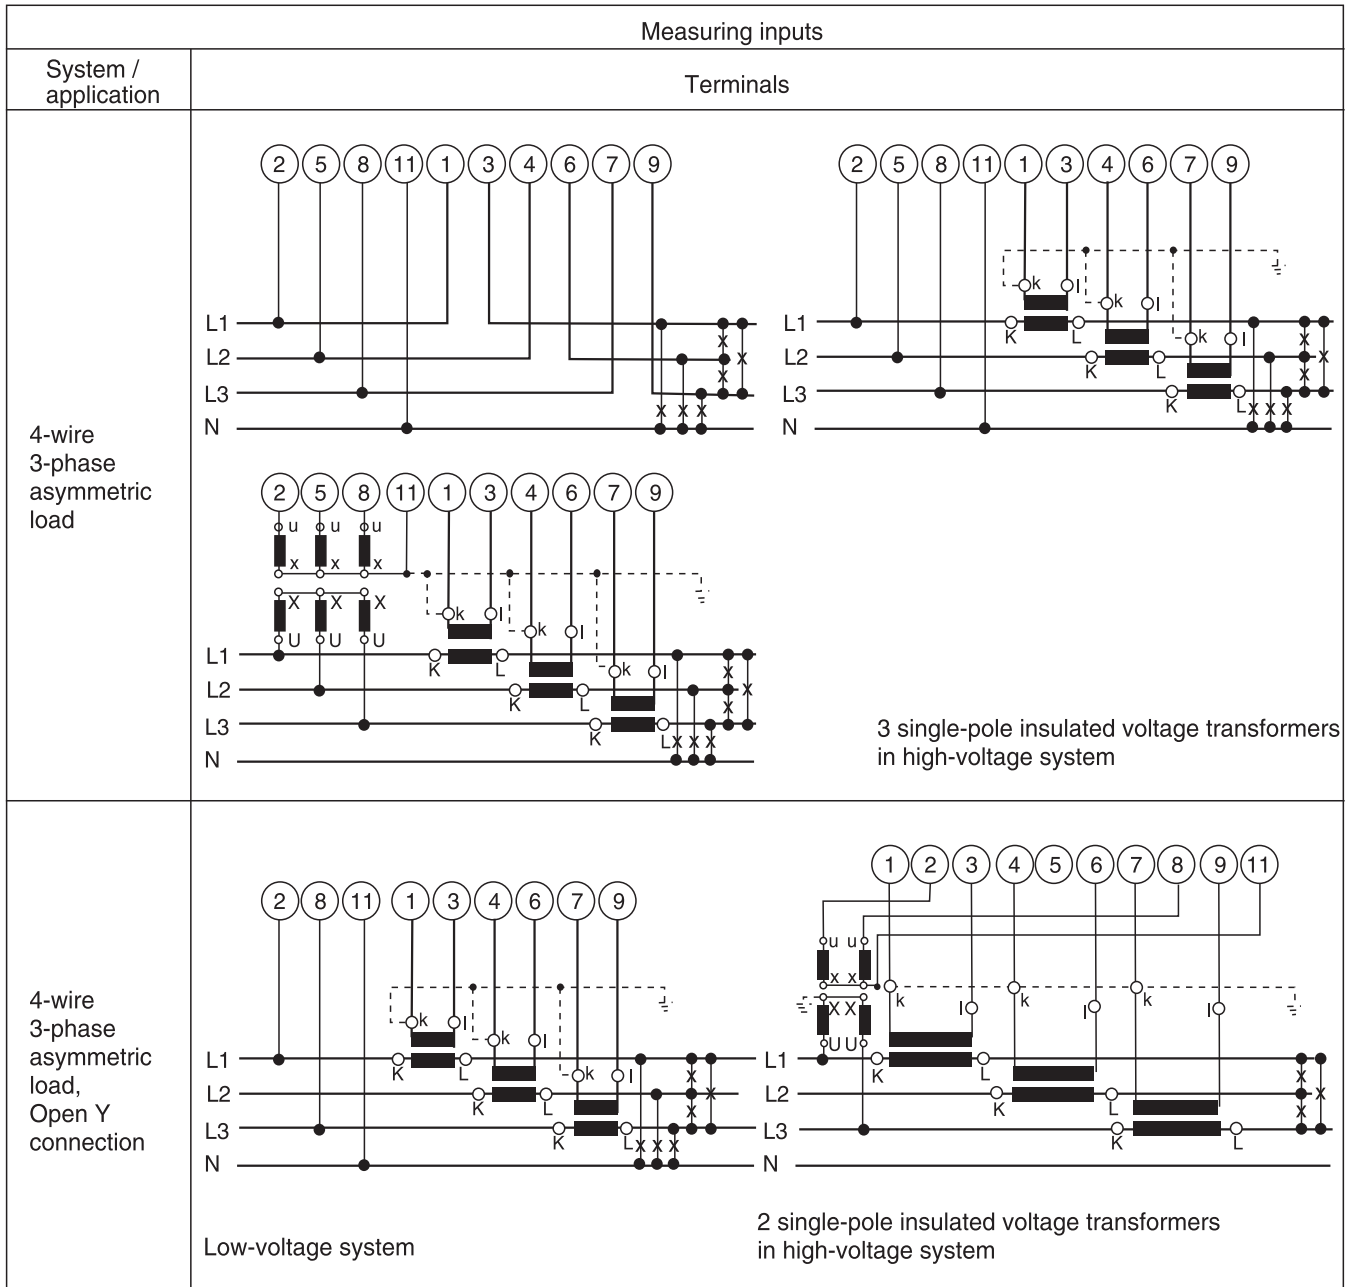 Measuring inputs
System /
application
Terminals
4-wire
3-phase
asymmetric
load
2 5 8 11 1 3 4 6 7 9
L1
L2
L3
N
x x x x x x
2 5 8 11 1 3 4 6 7 9
k l
k l
k l
L1 K L
L2 K L
L3 K L
N
x x x x x x
2 5 8 11 1 3 4 6 7 9
u u u
x x x
X X X
U U U
k l
k l
k l
L1 K L
L2 K L
L3 K L
N
x x x x x x
3 single-pole insulated voltage transformers
in high-voltage system
4-wire
3-phase
asymmetric
load,
Open Y
connection
2 8 11 1 3 4 6 7 9
k l
k l
k l
L1 K L
L2 K L
L3 K L
N
x x x x x x
Low-voltage system
1 2 3 4 5 6 7 8 9 11
u u
x x
X X
U U
k l k l k l
L1 K L
L2 K L
L3 K L
N
x x x
2 single-pole insulated voltage transformers
in high-voltage system